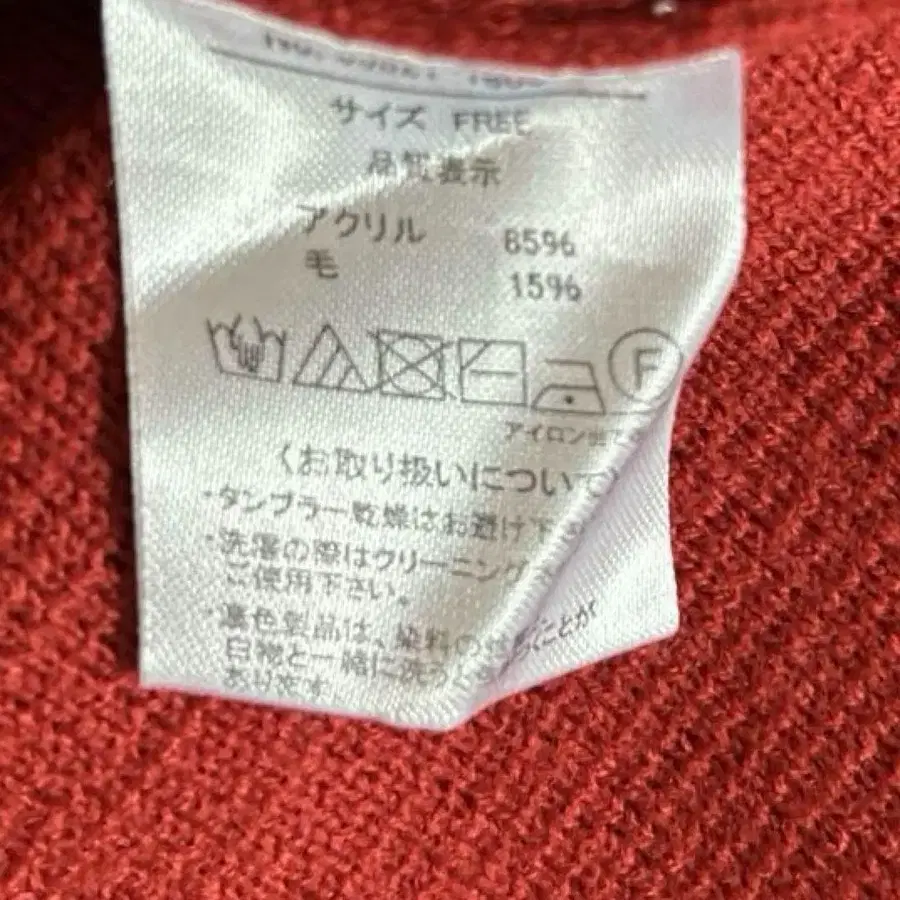 サイズ FREE
品質表示
アクリル 85%
毛 15%
F
アイロン
〈お取り扱いについて〉
・タンブラー乾燥はお避け下
・洗濯の際はクリーニング
ご使用下さい。
・濃色製品は、染料の ことが
白物と一緒に洗う
あります